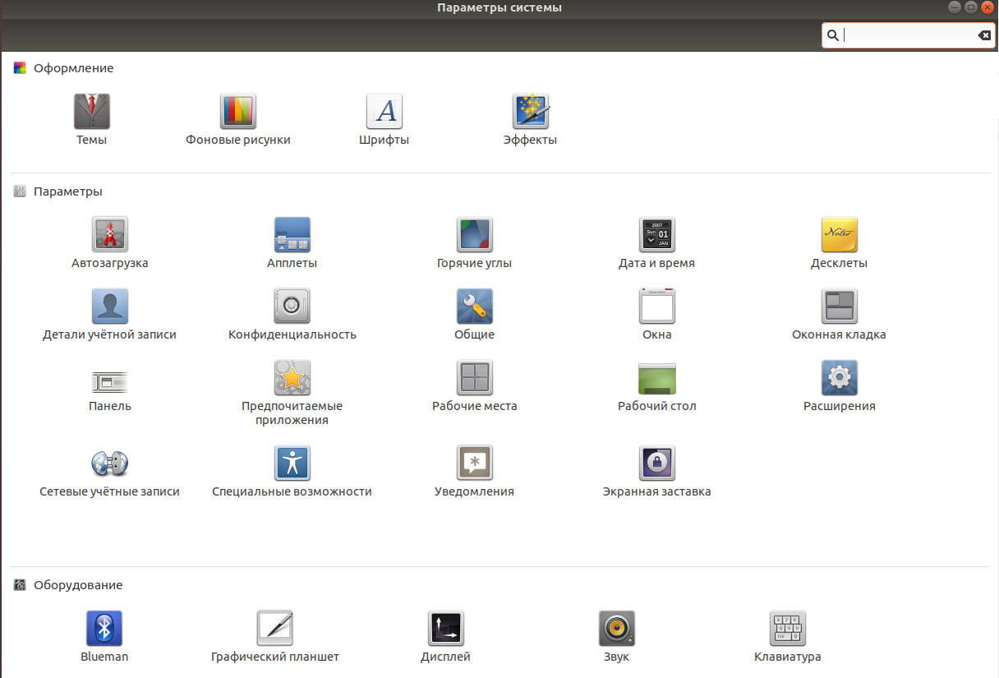 Параметры системы
Оформление
Темы
Фоновые рисунки
Шрифты
Эффекты
Параметры
Автозагрузка
Апплеты
Горячие углы
Дата и время
Десклеты
Детали учётной записи
Конфиденциальность
Общие
Окна
Оконная кладка
Панель
Предпочитаемые
приложения
Рабочие места
Рабочий стол
Расширения
Сетевые учётные записи
Специальные возможности
Уведомления
Экранная заставка
Оборудование
Blueman
Графический планшет
Дисплей
Звук
Клавиатура